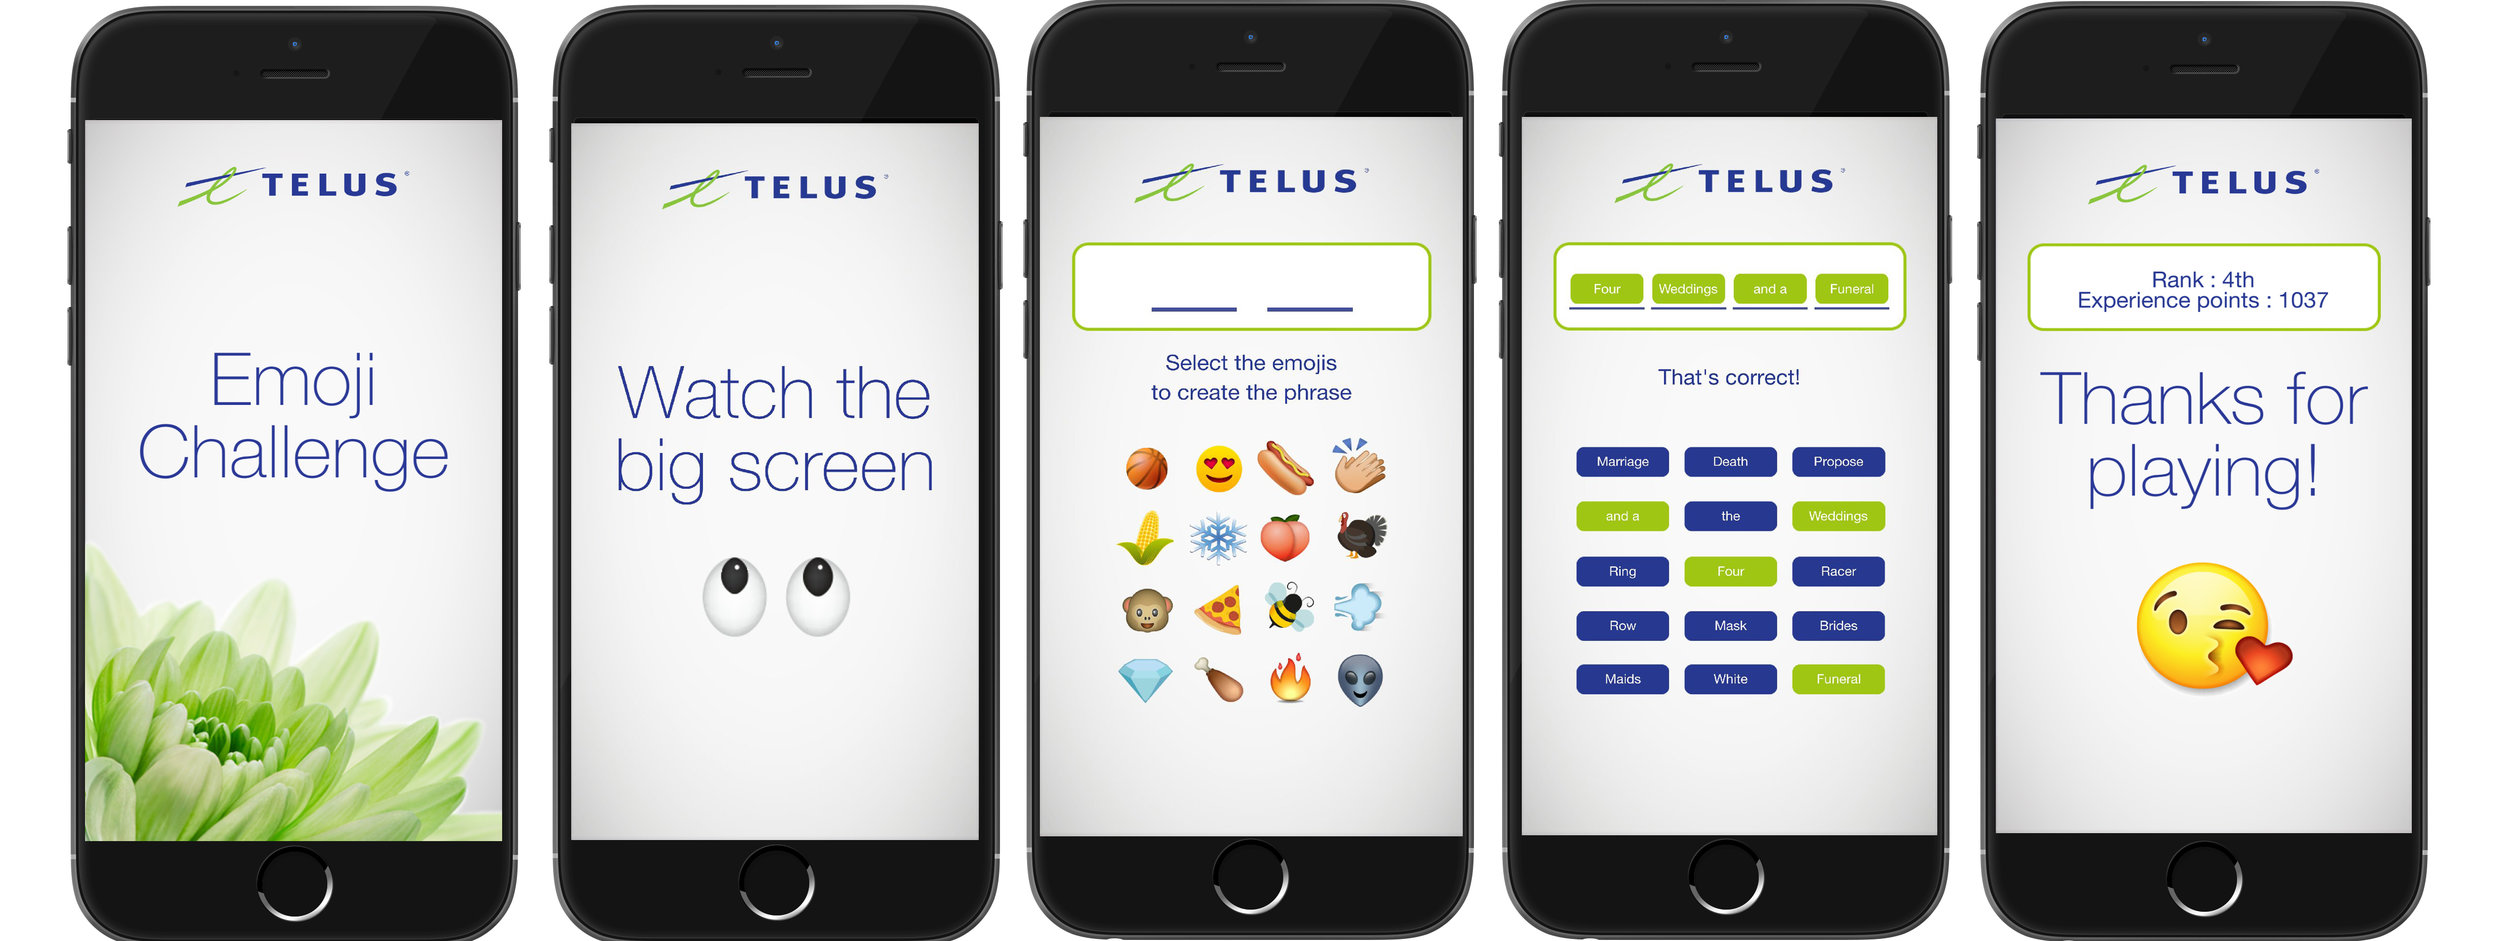 TELUS®
Emoji
Challenge
TELUS
Watch the
big screen
TELUS
Select the emojis
to create the phrase
TELUS
Four Weddings and a Funeral
That's correct!
Marriage Death Propose
and a the Weddings
Ring Four Racer
Row Mask Brides
Maids White Funeral
TELUS®
Rank : 4th
Experience points : 1037
Thanks for
playing!